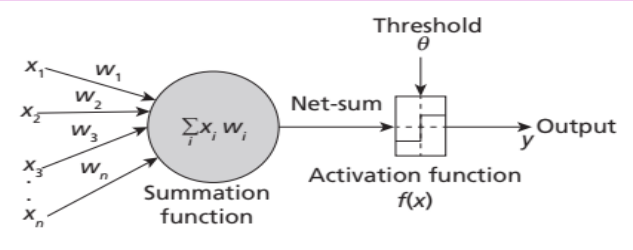 Threshold
θ
x₁ w₁
x₂ w₂
w₃
x₃ wₙ
.
.
xₙ
∑ᵢ xᵢ wᵢ
Summation
function
Net-sum
Activation function
f(x)
y Output